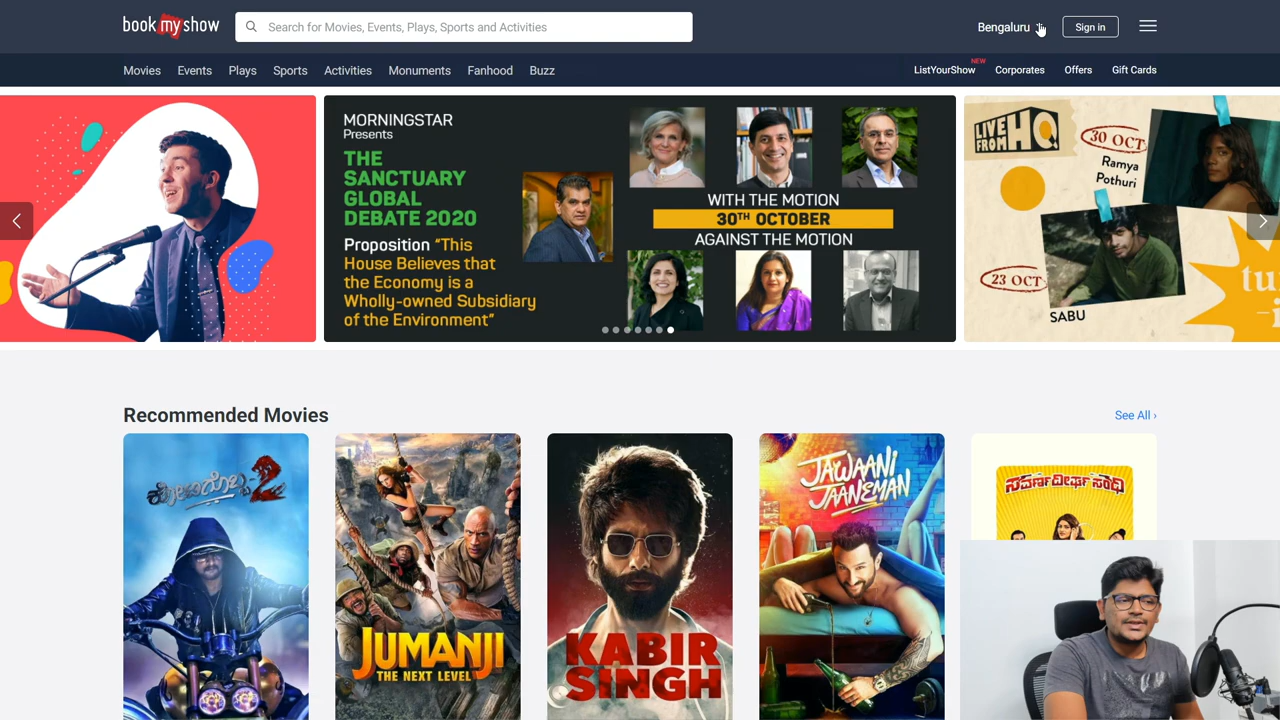 bookmyshow
Search for Movies, Events, Plays, Sports and Activities
Bengaluru
Sign in
Movies
Events
Plays
Sports
Activities
Monuments
Fanhood
Buzz
ListYourShow
NEW
Corporates
Offers
Gift Cards
MORNINGSTAR
Presents
THE
SANCTUARY
GLOBAL
DEBATE 2020
Proposition “This
House Believes that
the Economy is a
Wholly-owned Subsidiary
of the Environment”
WITH THE MOTION
30TH OCTOBER
AGAINST THE MOTION
LIVE
FROM HQ
30 OCT
Ramya
Pothuri
23 OCT
SABU
Recommended Movies
See All ›
ಕೋಟಿಗೊಬ್ಬ-2
JUMANJI
THE NEXT LEVEL
KABIR
SINGH
JAWAANI
JAANEMAN
ಸವರ್ಣದೀರ್ಘ ಸಂಧಿ